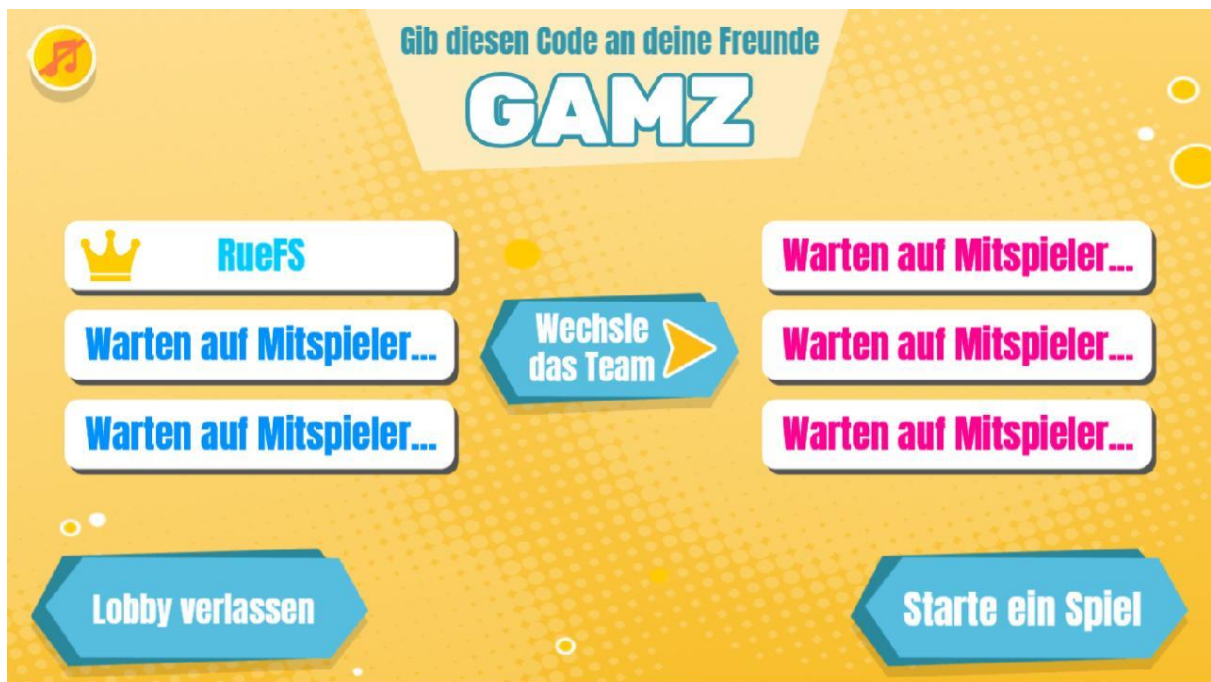 Gib diesen Code an deine Freunde
GAMZ
RueFS
Warten auf Mitspieler...
Warten auf Mitspieler...
Wechsle
das Team
Warten auf Mitspieler...
Warten auf Mitspieler...
Warten auf Mitspieler...
Lobby verlassen
Starte ein Spiel